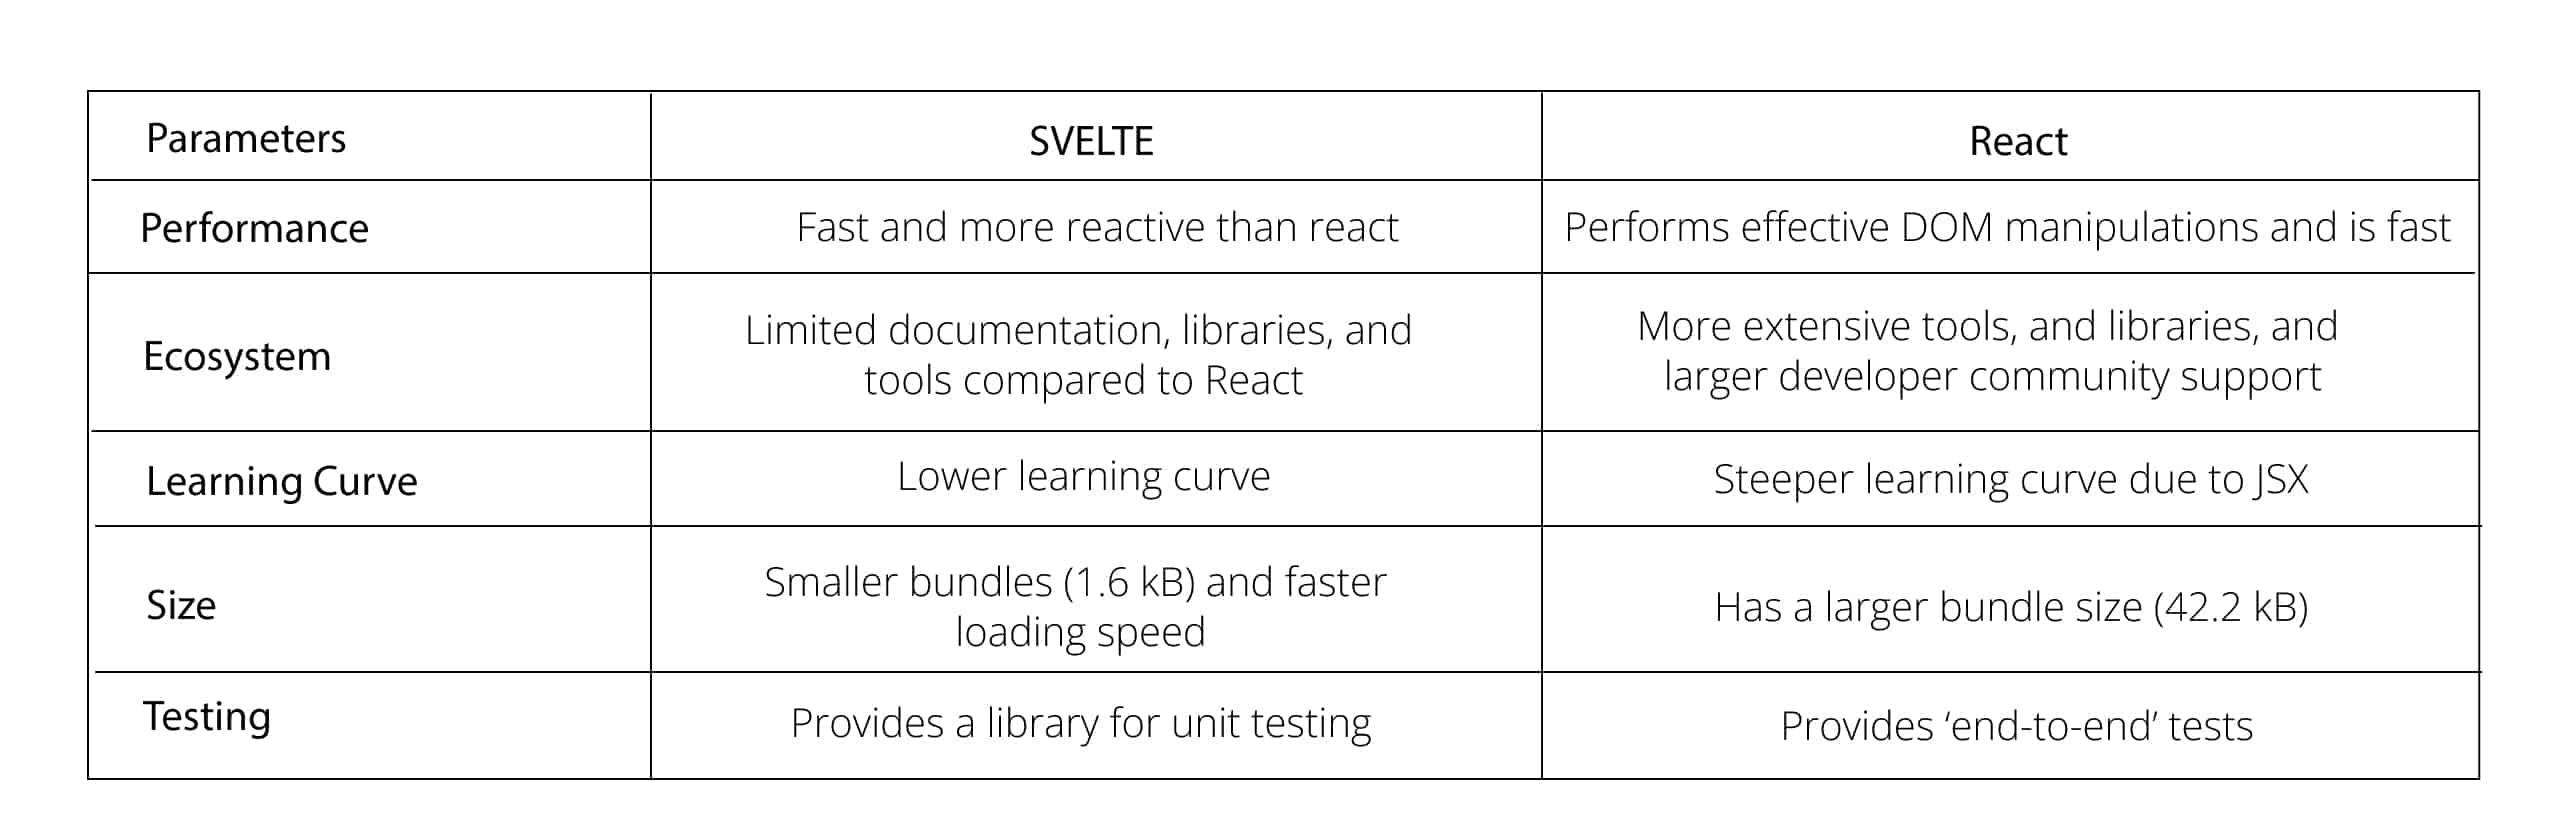 Parameters
SVELTE
React
Performance
Fast and more reactive than react
Performs effective DOM manipulations and is fast
Ecosystem
Limited documentation, libraries, and
tools compared to React
More extensive tools, and libraries, and
larger developer community support
Learning Curve
Lower learning curve
Steeper learning curve due to JSX
Size
Smaller bundles (1.6 kB) and faster
loading speed
Has a larger bundle size (42.2 kB)
Testing
Provides a library for unit testing
Provides ‘end-to-end’ tests